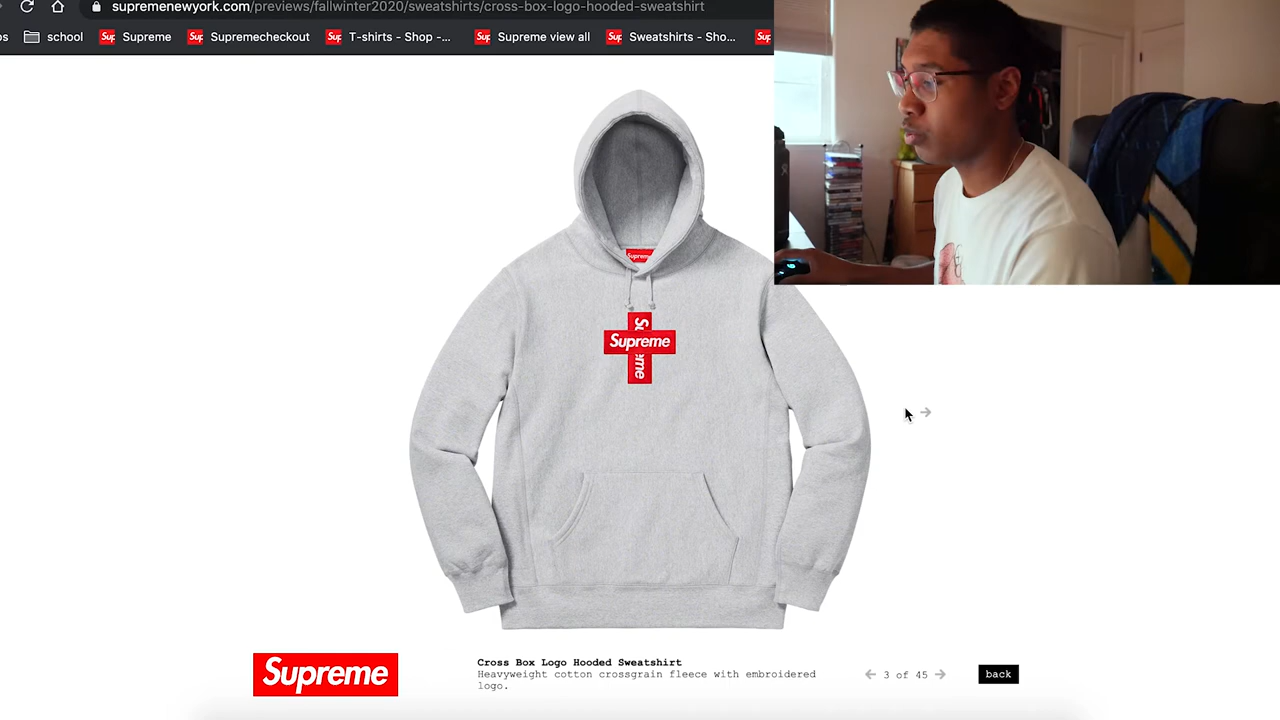 supremenewyork.com/previews/fallwinter2020/sweatshirts/cross-box-logo-hooded-sweatshirt
school Supreme Supremecheckout T-shirts - Shop -... Supreme view all Sweatshirts - Sho...
Supreme
Supreme
Supreme
Cross Box Logo Hooded Sweatshirt
Heavyweight cotton crossgrain fleece with embroidered
logo.
3 of 45
back